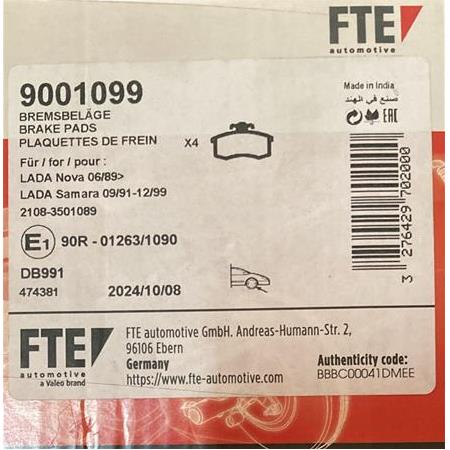 FTE
automotive
9001099
BREMSBELÄGE
BRAKE PADS
PLAQUETTES DE FREIN
X4
Made in India
صنع في الهند
EAC
Für / for / pour :
LADA Nova 06/89>
LADA Samara 09/91-12/99
2108-3501089
E1 90R - 01263/1090
DB991
474381 2024/10/08
3 276429 702000
FTE
automotive
a Valeo brand
FTE automotive GmbH. Andreas-Humann-Str. 2,
96106 Ebern
Germany
https://www.fte-automotive.com
Authenticity code:
BBBC00041DMEE